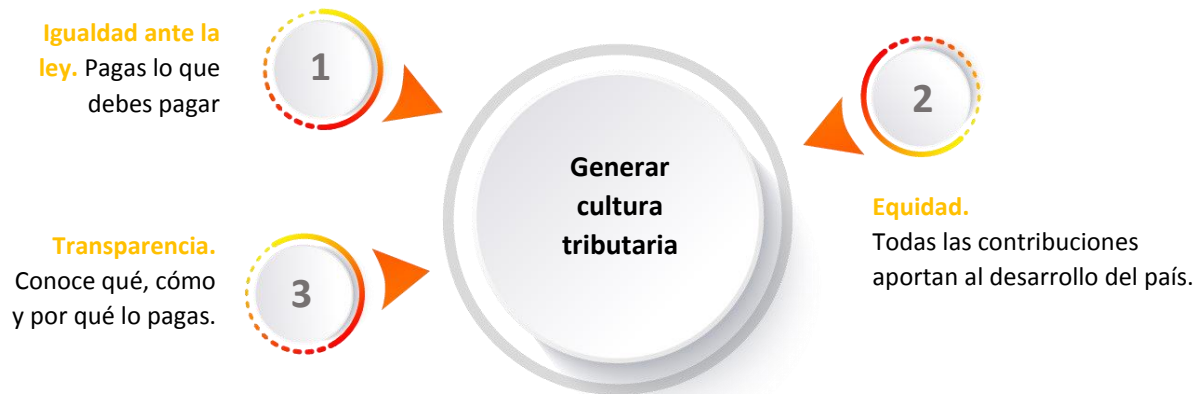 Igualdad ante la
ley. Pagas lo que
debes pagar
1
2
Generar
cultura
tributaria
Equidad.
Todas las contribuciones
aportan al desarrollo del país.
Transparencia.
Conoce qué, cómo
y por qué lo pagas.
3